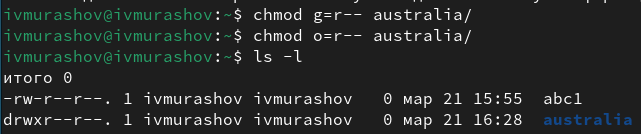 ivmurashov@ivmurashov:~$ chmod g=r-- australia/
ivmurashov@ivmurashov:~$ chmod o=r-- australia/
ivmurashov@ivmurashov:~$ ls -l
итого 0
-rw-r--r--. 1 ivmurashov ivmurashov   0 мар 21 15:55  abc1
drwxr--r--. 1 ivmurashov ivmurashov   0 мар 21 16:28  australia